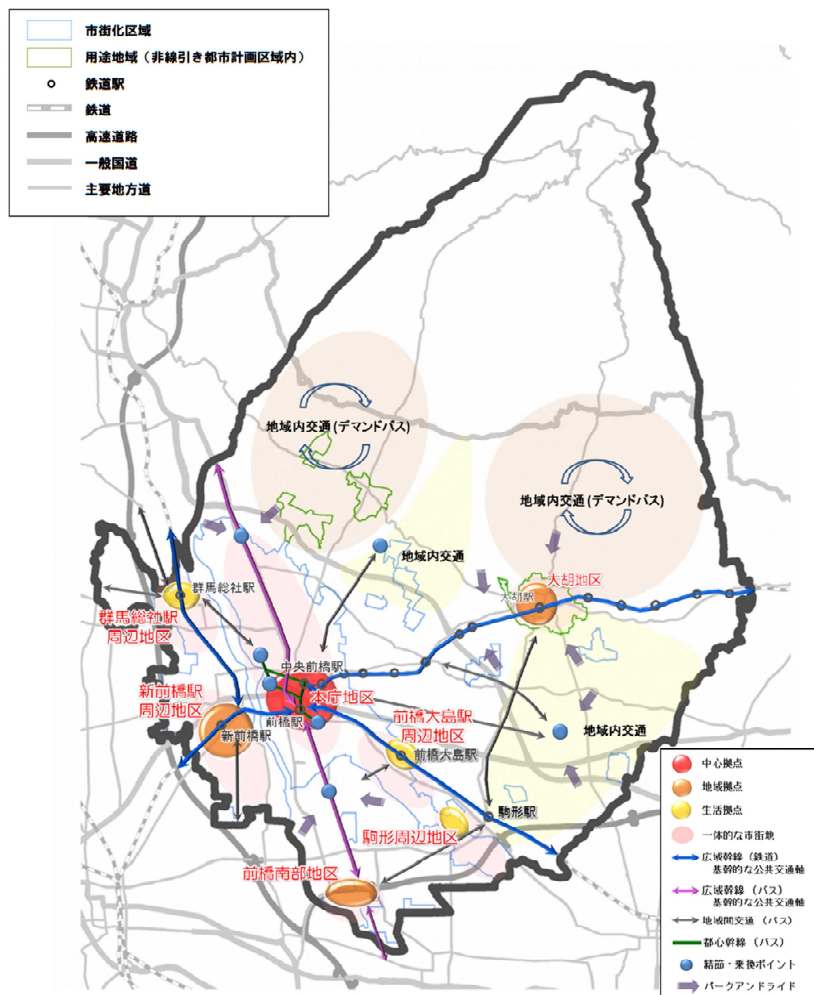 市街化区域
用途地域（非線引き都市計画区域内）
鉄道駅
鉄道
高速道路
一般国道
主要地方道
地域内交通(デマンドバス)
地域内交通(デマンドバス)
地域内交通
大胡地区
大胡駅
群馬総社駅
群馬総社駅
周辺地区
中央前橋駅
本庁地区
新前橋駅
周辺地区
前橋駅
新前橋駅
前橋大島駅
周辺地区
前橋大島駅
地域内交通
駒形駅
駒形周辺地区
前橋南部地区
中心拠点
地域拠点
生活拠点
一体的な市街地
広域幹線（鉄道）
基幹的な公共交通軸
広域幹線（バス）
基幹的な公共交通軸
地域間交通（バス）
都心幹線（バス）
結節・乗換ポイント
パークアンドライド